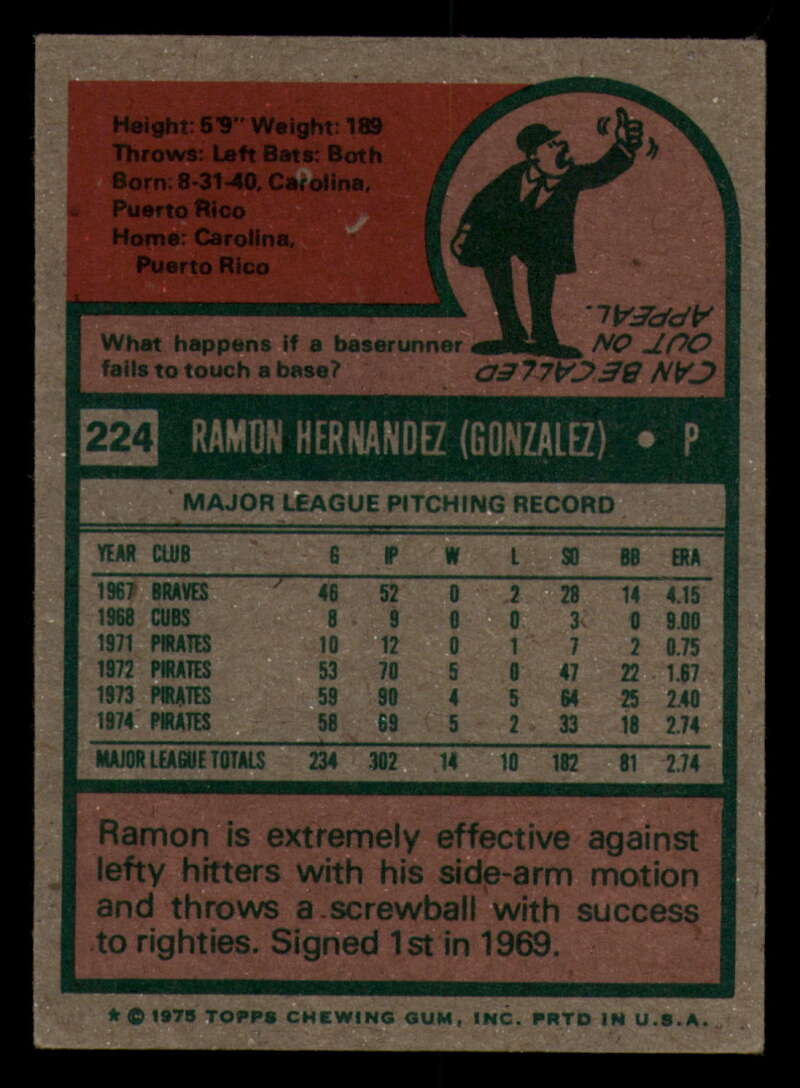 Height: 5'9" Weight: 189
Throws: Left Bats: Both
Born: 8-31-40, Carolina,
Puerto Rico
Home: Carolina,
Puerto Rico
What happens if a baserunner
fails to touch a base?
CAN BE CALLED
OUT ON
APPEAL.
224 RAMON HERNANDEZ (GONZALEZ) • P
MAJOR LEAGUE PITCHING RECORD
YEAR CLUB G IP W L SO BB ERA
1967 BRAVES 46 52 0 2 28 14 4.15
1968 CUBS 8 9 0 0 3 0 9.00
1971 PIRATES 10 12 0 1 7 2 0.75
1972 PIRATES 53 70 5 0 47 22 1.67
1973 PIRATES 59 90 4 5 64 25 2.40
1974 PIRATES 58 69 5 2 33 18 2.74
MAJOR LEAGUE TOTALS 234 302 14 10 182 81 2.74
Ramon is extremely effective against
lefty hitters with his side-arm motion
and throws a screwball with success
to righties. Signed 1st in 1969.
* © 1975 TOPPS CHEWING GUM, INC. PRTD IN U.S.A.